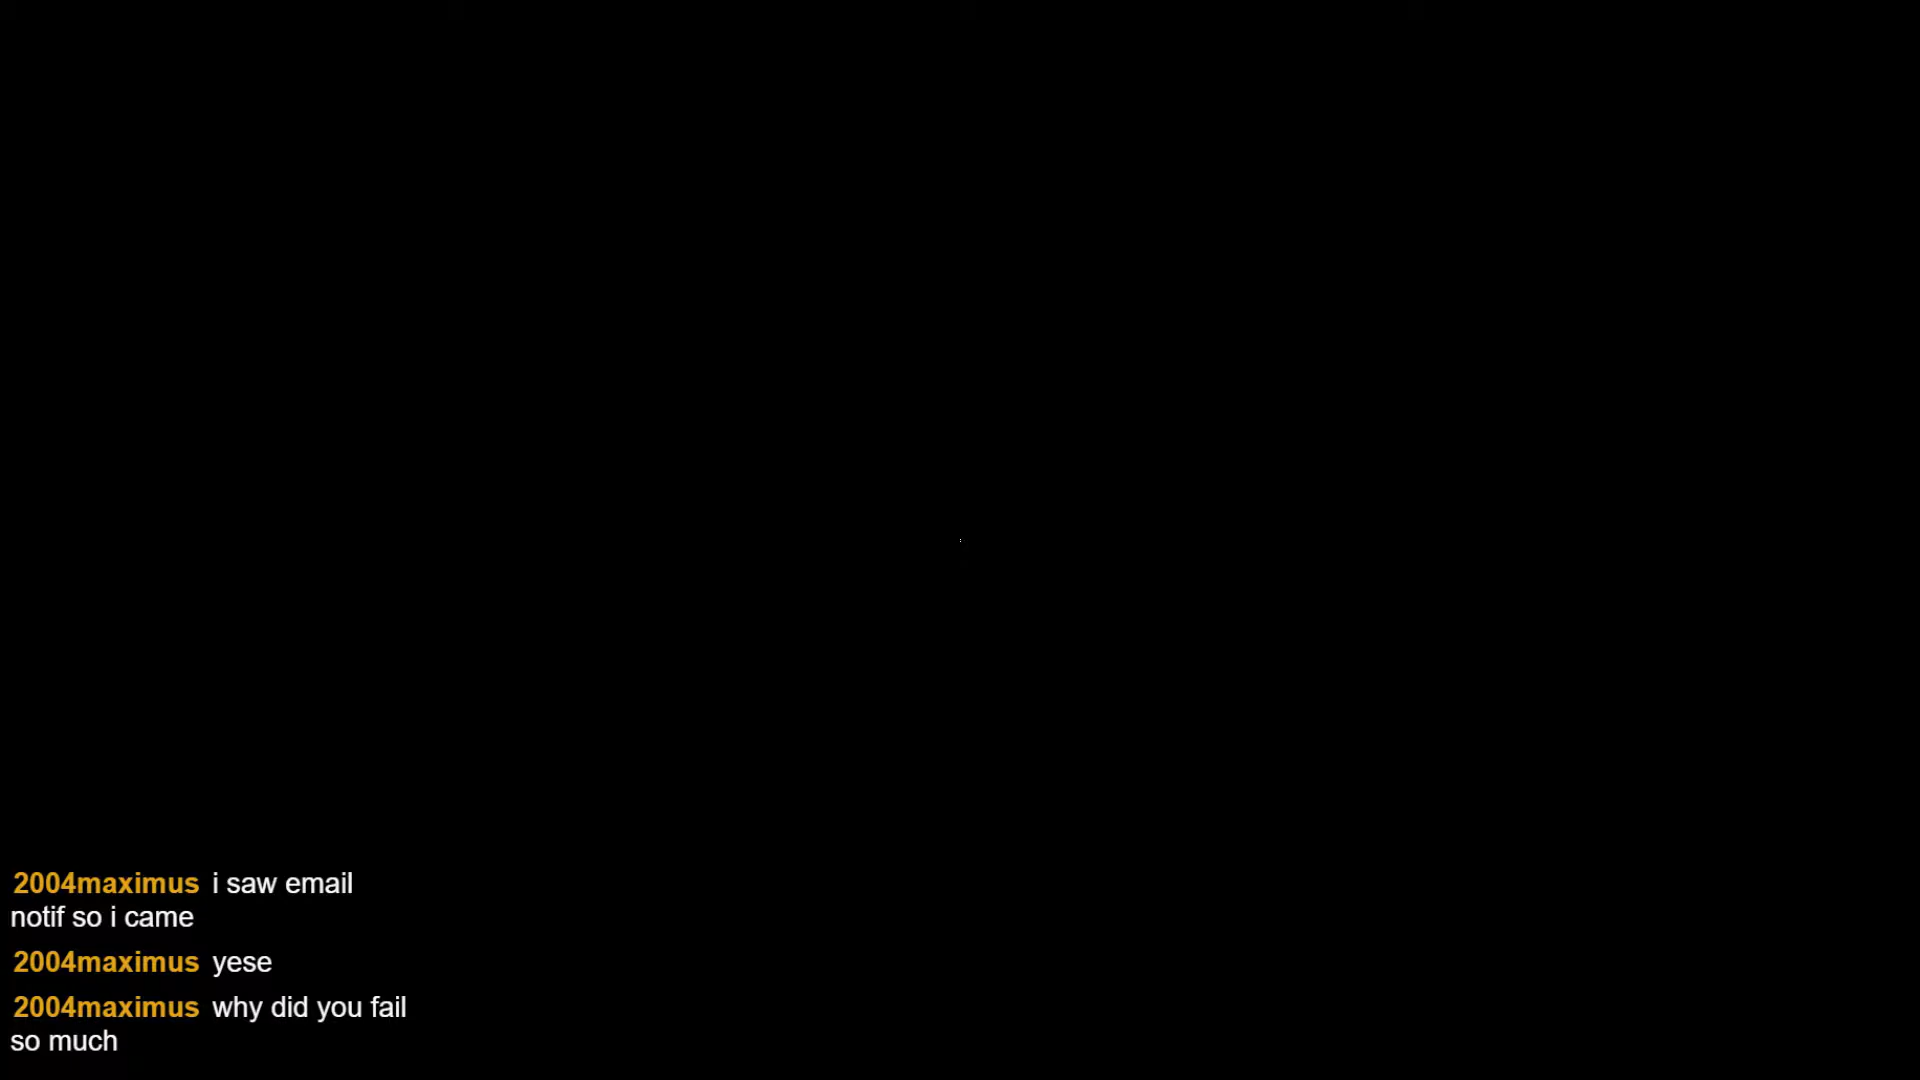 2004maximus i saw email
notif so i came
2004maximus yese
2004maximus why did you fail
so much